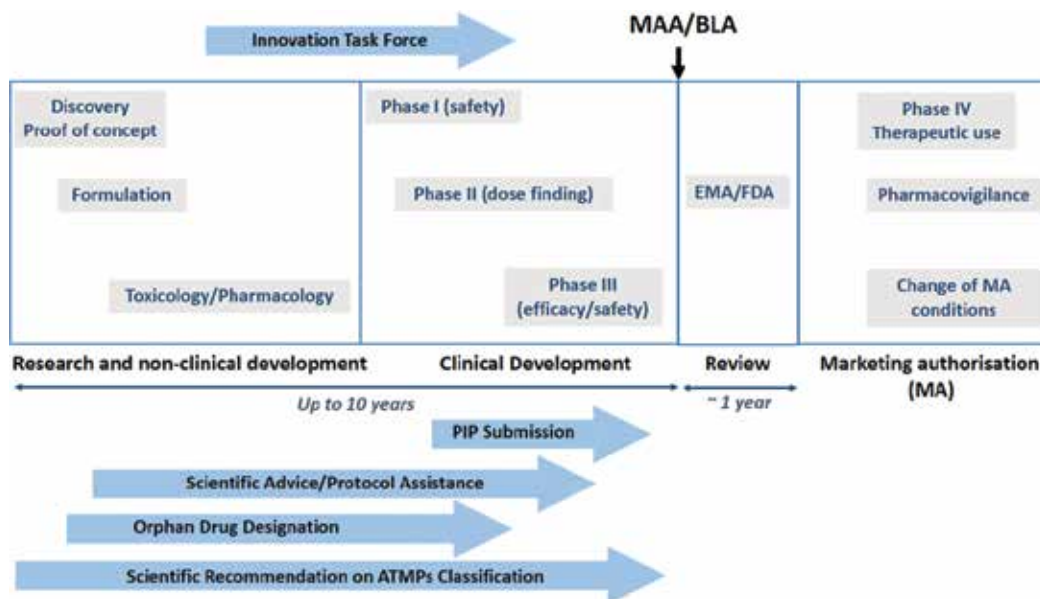 Innovation Task Force
MAA/BLA
Discovery
Proof of concept
Formulation
Toxicology/Pharmacology
Phase I (safety)
Phase II (dose finding)
Phase III
(efficacy/safety)
EMA/FDA
Phase IV
Therapeutic use
Pharmacovigilance
Change of MA
conditions
Research and non-clinical development
Clinical Development
Review
Marketing authorisation
(MA)
Up to 10 years
~ 1 year
PIP Submission
Scientific Advice/Protocol Assistance
Orphan Drug Designation
Scientific Recommendation on ATMPs Classification